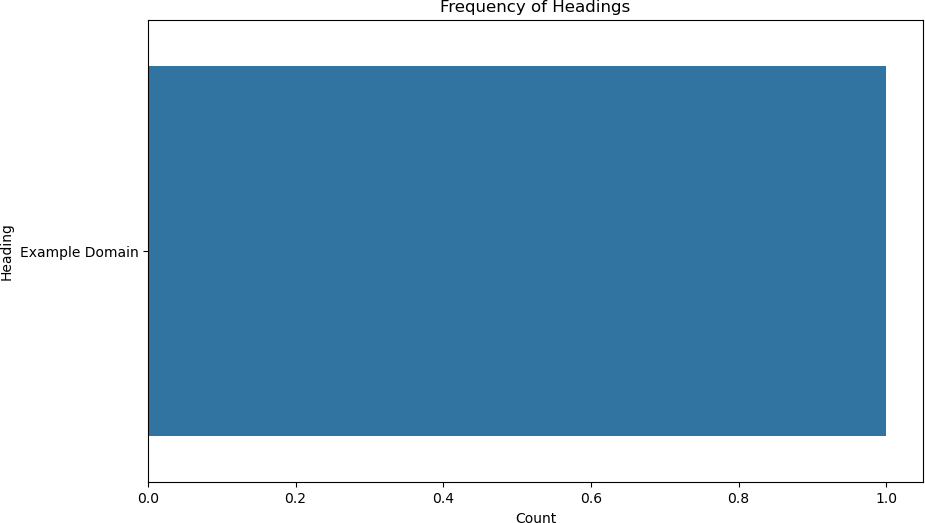 Frequency of Headings
Heading
Example Domain
0.0 0.2 0.4 0.6 0.8 1.0
Count